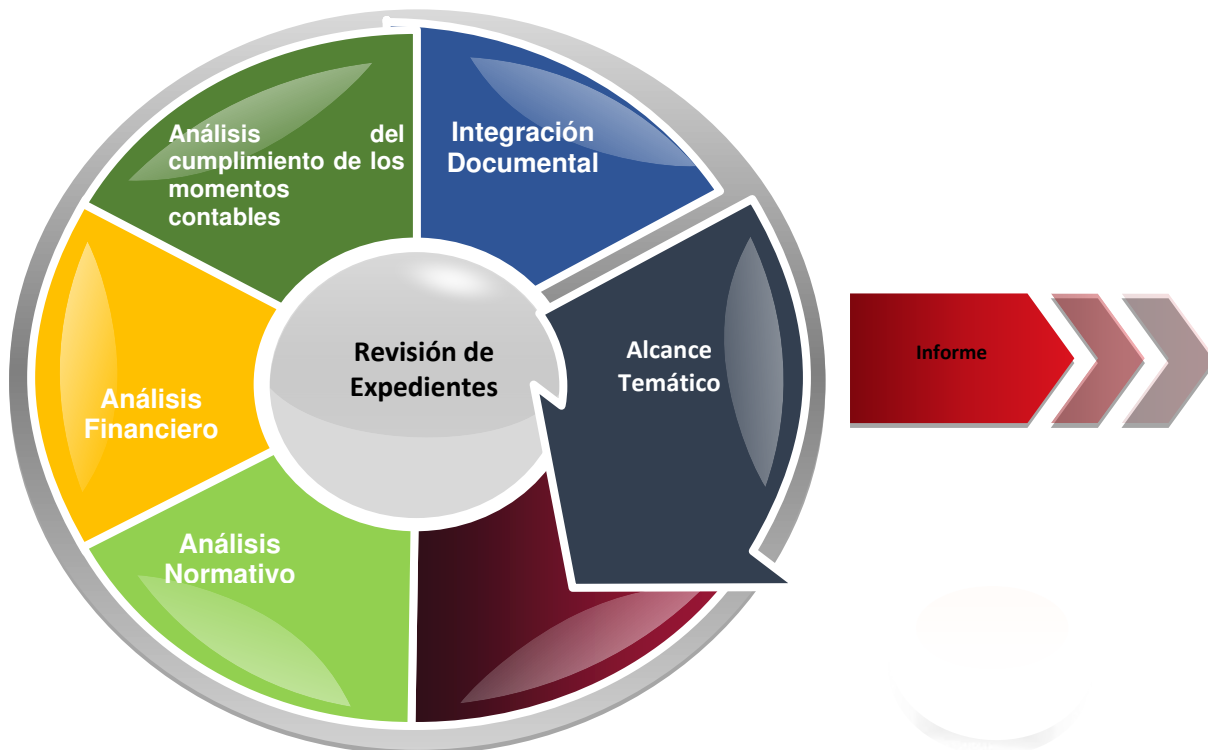 Integración
Documental
Alcance
Temático
Análisis
Normativo
Análisis
Financiero
Análisis del
cumplimiento de los
momentos
contables
Revisión de
Expedientes
Informe